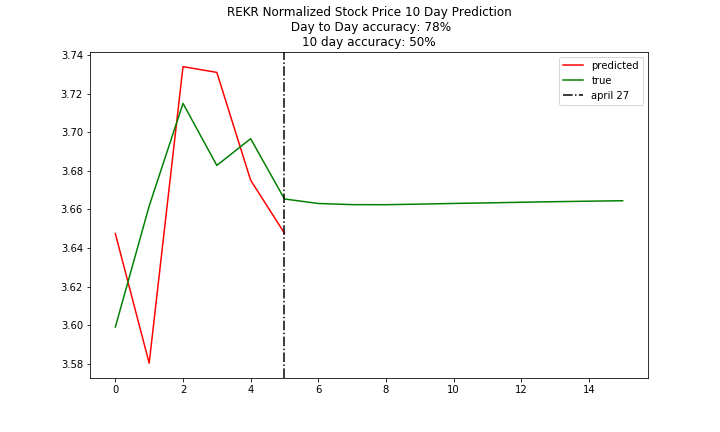 REKR Normalized Stock Price 10 Day Prediction
Day to Day accuracy: 78%
10 day accuracy: 50%
3.74
3.72
3.70
3.68
3.66
3.64
3.62
3.60
3.58
predicted
true
april 27
0 2 4 6 8 10 12 14